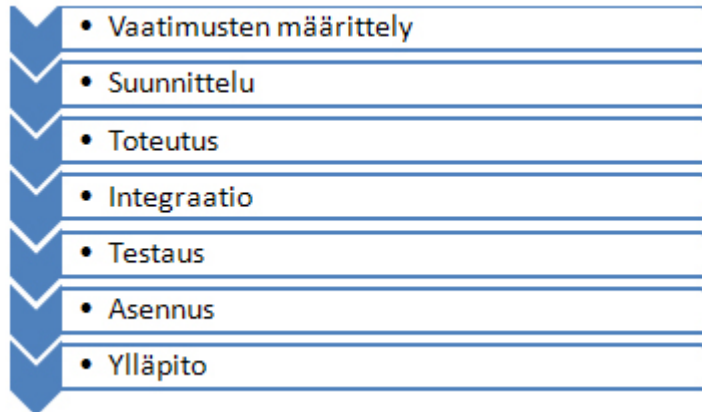 • Vaatimusten määrittely
• Suunnittelu
• Toteutus
• Integraatio
• Testaus
• Asennus
• Ylläpito